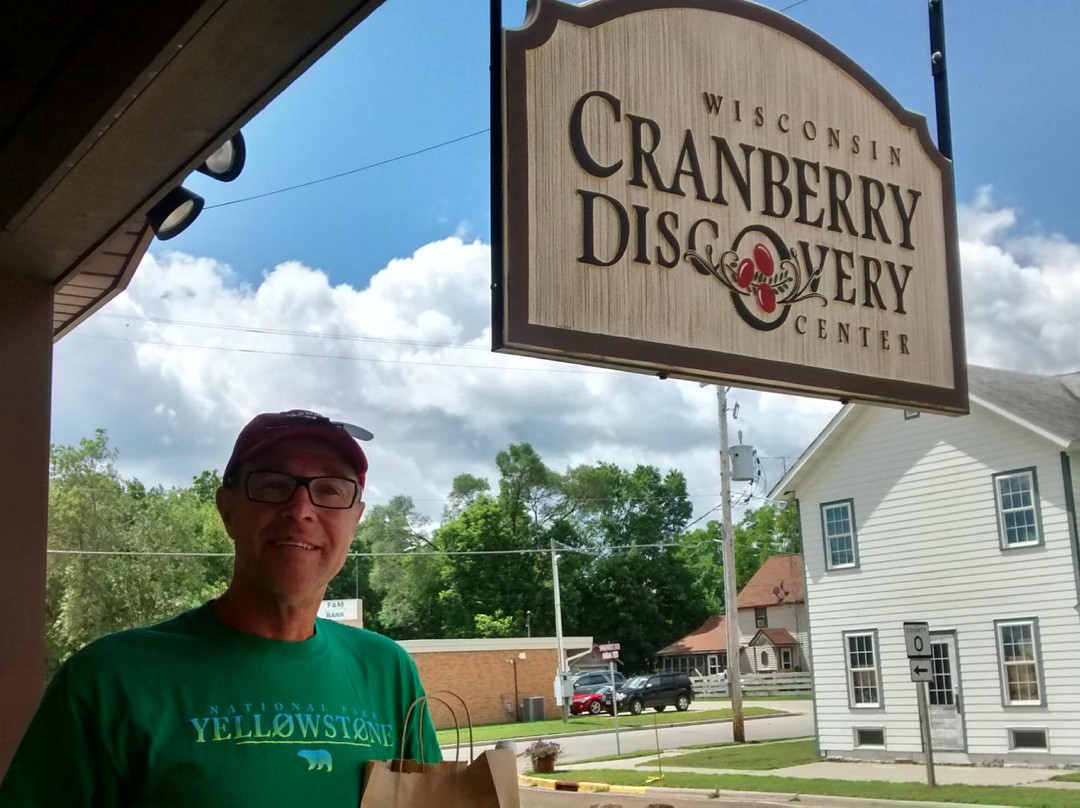 WISCONSIN
CRANBERRY
DISCOVERY
CENTER
F&M
BANK
O
NATIONAL PARK
YELLOWSTONE